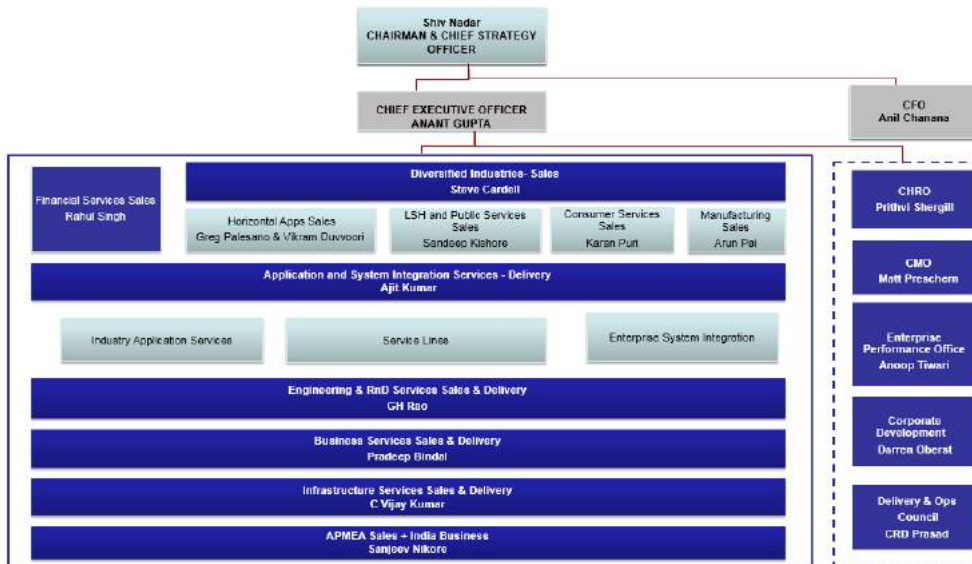 Shiv Nadar
CHAIRMAN & CHIEF STRATEGY
OFFICER
CHIEF EXECUTIVE OFFICER
ANANT GUPTA
CFO
Anil Chanana
Financial Services Sales
Rahul Singh
Diversified Industries- Sales
Steve Cardell
Horizontal Apps Sales
Greg Palesano & Vikram Duvvoori
LSH and Public Services
Sales
Sandeep Kishore
Consumer Services
Sales
Karan Puri
Manufacturing
Sales
Arun Pai
Application and System Integration Services - Delivery
Ajit Kumar
Industry Application Services
Service Lines
Enterprise System Integration
Engineering & RnD Services Sales & Delivery
GH Rao
Business Services Sales & Delivery
Pradeep Bindal
Infrastructure Services Sales & Delivery
C Vijay Kumar
APMEA Sales + India Business
Sanjeev Nikore
CHRO
Prithvi Shergill
CMO
Matt Preschern
Enterprise
Performance Office
Anoop Tiwari
Corporate
Development
Darren Oberst
Delivery & Ops
Council
CRD Prasad